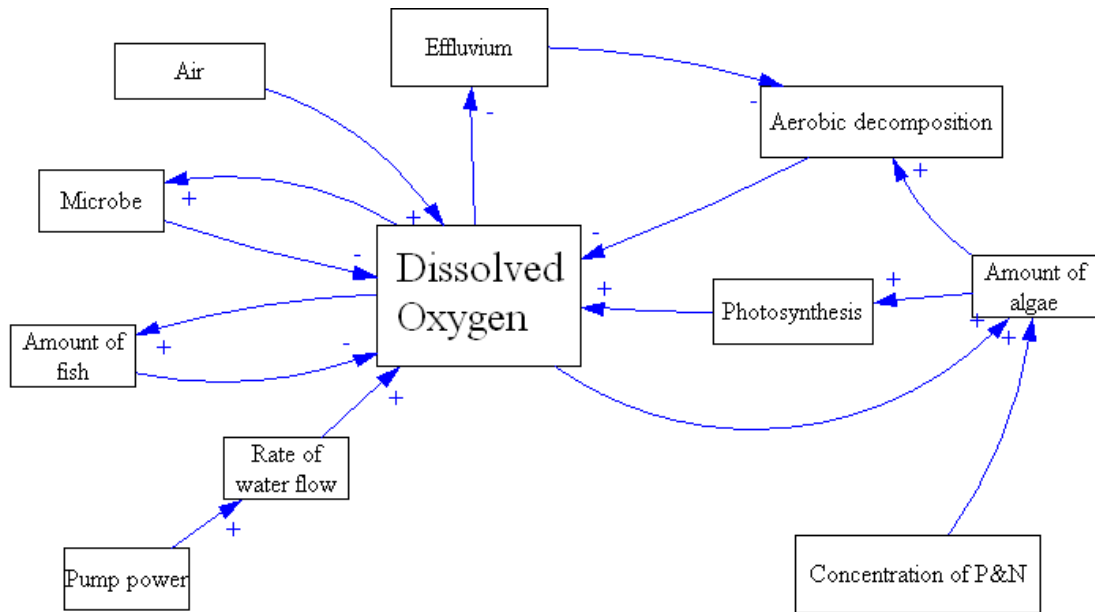 Effluvium
Air
-
-
Aerobic decomposition
+
Microbe
+
+
-
-
Dissolved
Oxygen
+
+
Photosynthesis
Amount of
algae
+
+
Amount of
fish
+
-
+
Rate of
water flow
+
Pump power
Concentration of P&N